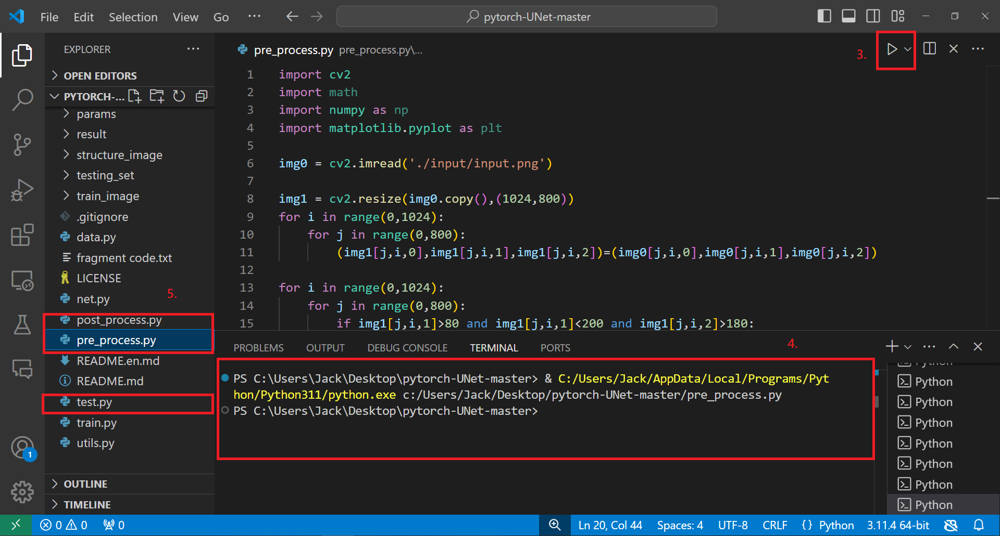 File Edit Selection View Go ··· pytorch-UNet-master
EXPLORER ···
OPEN EDITORS
PYTORCH-...
params
result
structure_image
testing_set
train_image
.gitignore
data.py
fragment code.txt
LICENSE
5.
net.py
post_process.py
pre_process.py
README.en.md
README.md
test.py
train.py
utils.py
OUTLINE
TIMELINE
1
pre_process.py pre_process.py\...
3.
1 import cv2
2 import math
3 import numpy as np
4 import matplotlib.pyplot as plt
5
6 img0 = cv2.imread('./input/input.png')
7
8 img1 = cv2.resize(img0.copy(),(1024,800))
9 for i in range(0,1024):
10 for j in range(0,800):
11 (img1[j,i,0],img1[j,i,1],img1[j,i,2])=(img0[j,i,0],img0[j,i,1],img0[j,i,2])
12
13 for i in range(0,1024):
14 for j in range(0,800):
15 if img1[j,i,1]>80 and img1[j,i,1]<200 and img1[j,i,2]>180:
PROBLEMS OUTPUT DEBUG CONSOLE TERMINAL PORTS
4.
PS C:\Users\Jack\Desktop\pytorch-UNet-master> & C:/Users/Jack/AppData/Local/Programs/Pyt
hon/Python311/python.exe c:/Users/Jack/Desktop/pytorch-UNet-master/pre_process.py
PS C:\Users\Jack\Desktop\pytorch-UNet-master>
Python
Python
Python
Python
Python
Python
Python
Python
0 0 0 Ln 20, Col 44 Spaces: 4 UTF-8 CRLF {} Python 3.11.4 64-bit